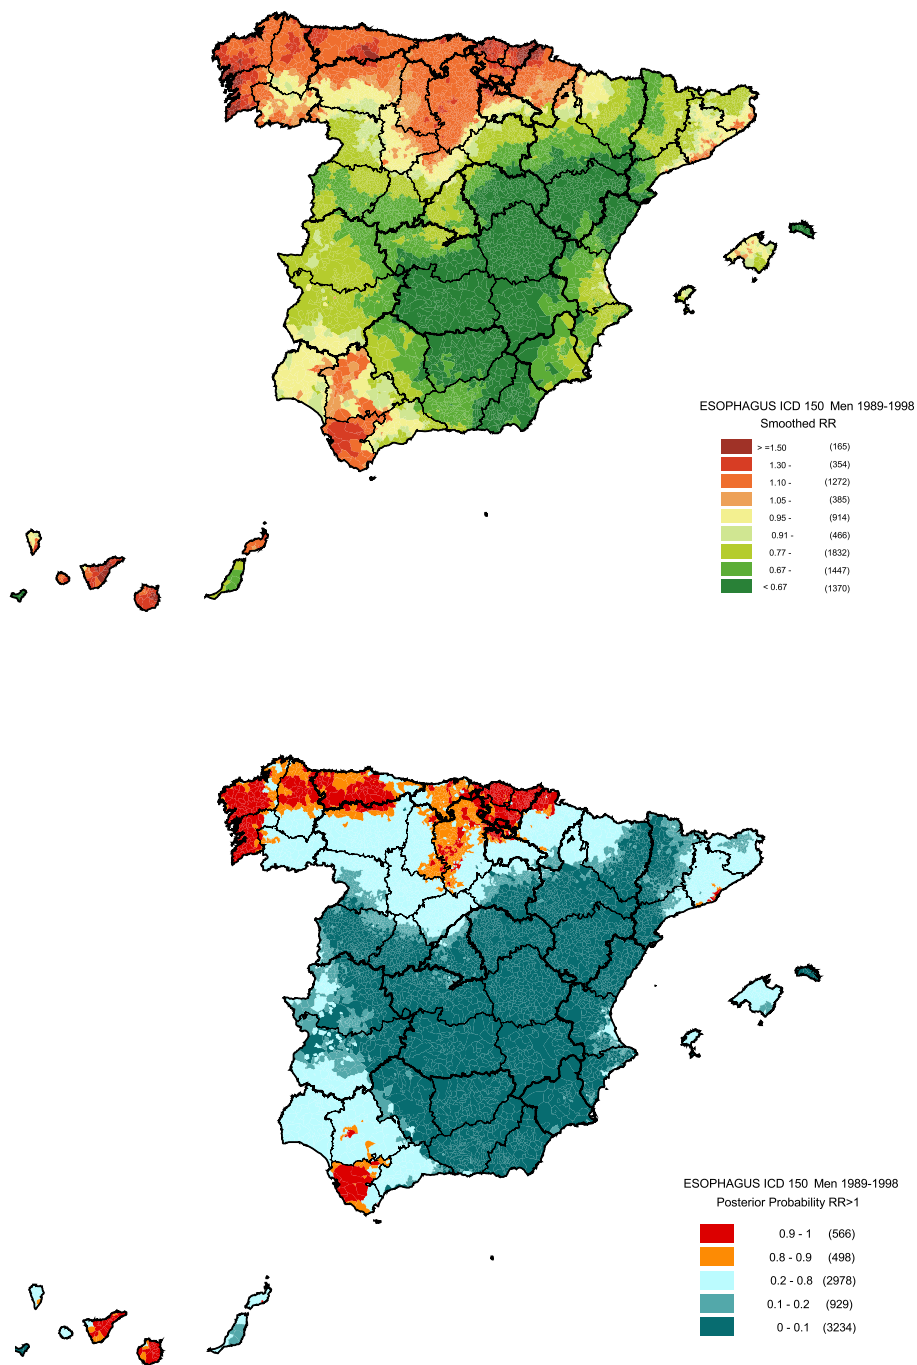 ESOPHAGUS ICD 150 Men 1989-1998
Smoothed RR
> =1.50 (165)
1.30 - (354)
1.10 - (1272)
1.05 - (385)
0.95 - (914)
0.91 - (466)
0.77 - (1832)
0.67 - (1447)
< 0.67 (1370)
ESOPHAGUS ICD 150 Men 1989-1998
Posterior Probability RR>1
0.9 - 1 (566)
0.8 - 0.9 (498)
0.2 - 0.8 (2978)
0.1 - 0.2 (929)
0 - 0.1 (3234)